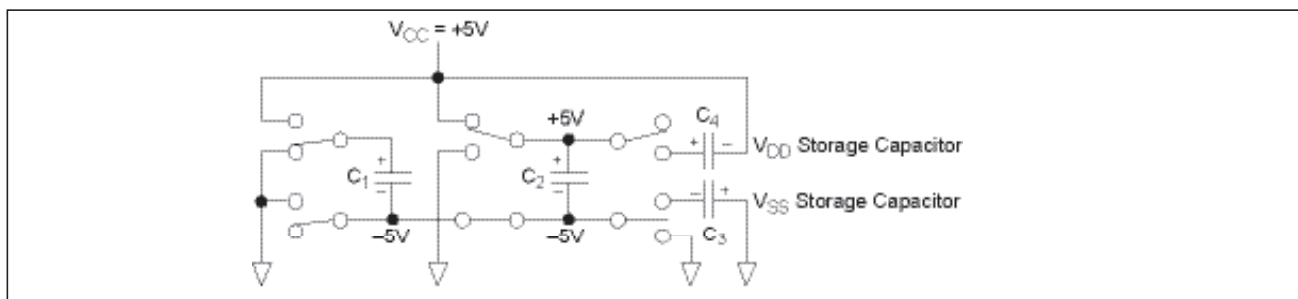 V_CC = +5V
+5V
C_4
+ −
V_DD Storage Capacitor
C_1
+
−
C_2
+
−
− +
V_SS Storage Capacitor
−5V
−5V
C_3